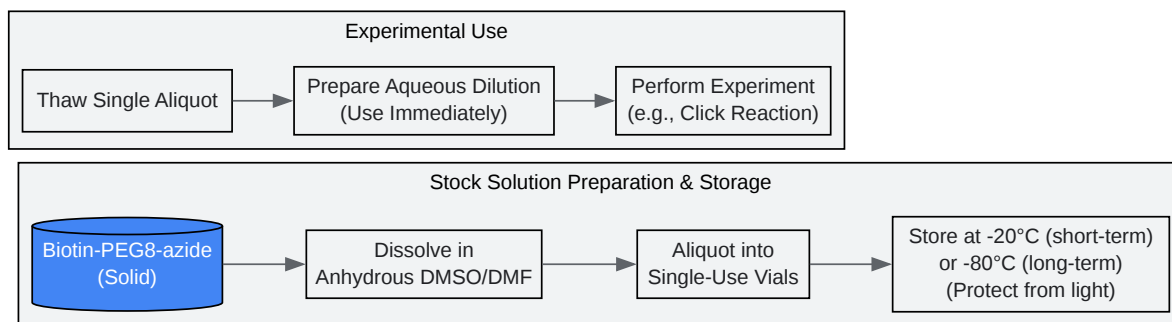 Experimental Use
Thaw Single Aliquot
Prepare Aqueous Dilution
(Use Immediately)
Perform Experiment
(e.g., Click Reaction)
Stock Solution Preparation & Storage
Biotin-PEG8-azide
(Solid)
Dissolve in
Anhydrous DMSO/DMF
Aliquot into
Single-Use Vials
Store at -20°C (short-term)
or -80°C (long-term)
(Protect from light)